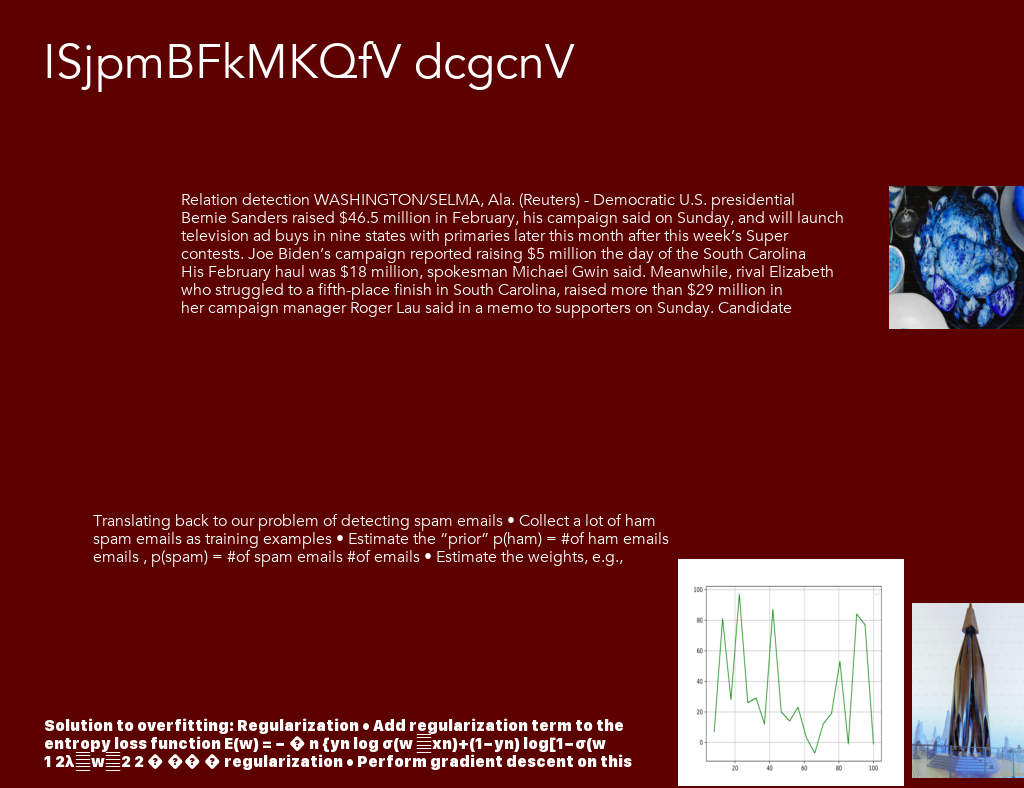 lSjpmBFkMKQfV dcgcnV
Relation detection WASHINGTON/SELMA, Ala. (Reuters) - Democratic U.S. presidential
Bernie Sanders raised $46.5 million in February, his campaign said on Sunday, and will launch
television ad buys in nine states with primaries later this month after this week’s Super
contests. Joe Biden’s campaign reported raising $5 million the day of the South Carolina
His February haul was $18 million, spokesman Michael Gwin said. Meanwhile, rival Elizabeth
who struggled to a fifth-place finish in South Carolina, raised more than $29 million in
her campaign manager Roger Lau said in a memo to supporters on Sunday. Candidate
Translating back to our problem of detecting spam emails • Collect a lot of ham
spam emails as training examples • Estimate the “prior” p(ham) = #of ham emails
emails , p(spam) = #of spam emails #of emails • Estimate the weights, e.g.,
100
80
60
40
20
0
20 40 60 80 100
Solution to overfitting: Regularization • Add regularization term to the
entropy loss function E(w) = − � n {yn log σ(w xn)+(1−yn) log[1−σ(w
1 2λ w 2 2 � �� � regularization • Perform gradient descent on this